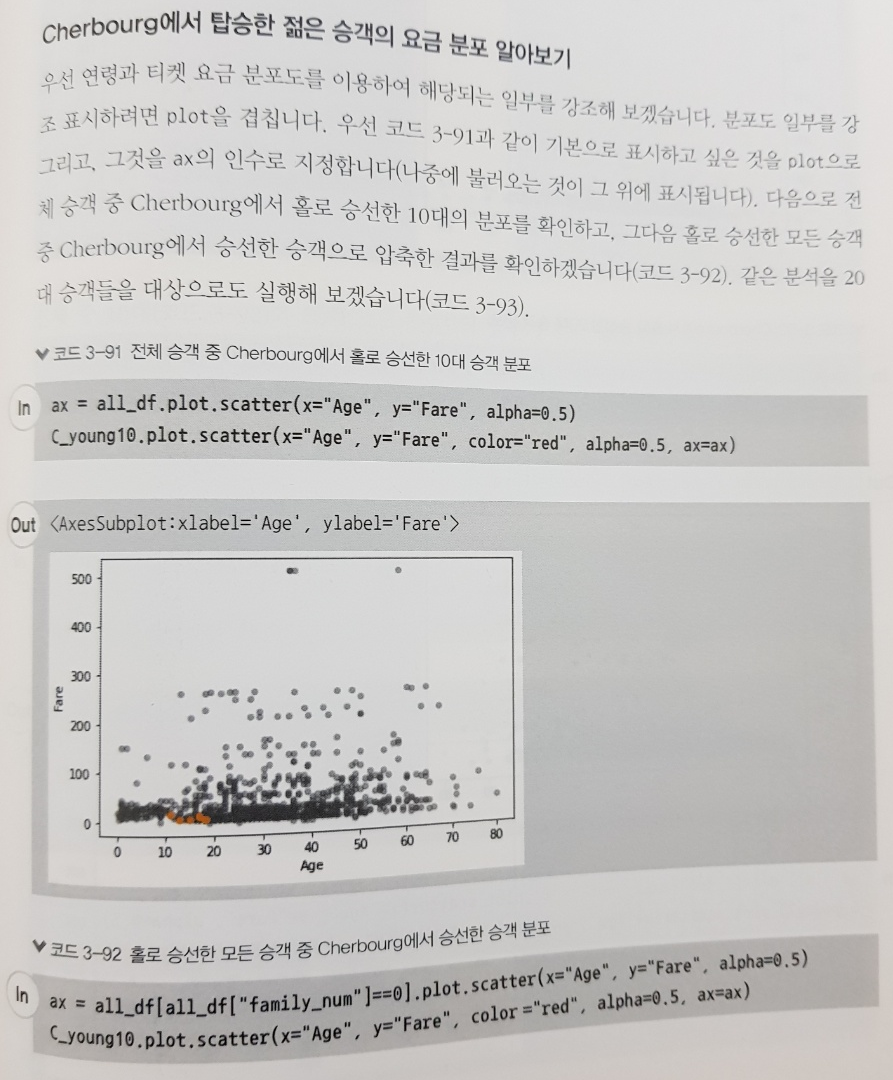 Cherbourg에서 탑승한 젊은 승객의 요금 분포 알아보기
우선 연령과 티켓 요금 분포도를 이용하여 해당되는 일부를 강조해 보겠습니다. 분포도 일부를 강
조 표시하려면 plot을 겹칩니다. 우선 코드 3-91과 같이 기본으로 표시하고 싶은 것을 plot으로
그리고, 그것을 ax의 인수로 지정합니다(나중에 불러오는 것이 그 위에 표시됩니다). 다음으로 전
체 승객 중 Cherbourg에서 홀로 승선한 10대의 분포를 확인하고, 그다음 홀로 승선한 모든 승객
중 Cherbourg에서 승선한 승객으로 압축한 결과를 확인하겠습니다(코드 3-92). 같은 분석을 20
대 승객들을 대상으로도 실행해 보겠습니다(코드 3-93).
코드 3-91 전체 승객 중 Cherbourg에서 홀로 승선한 10대 승객 분포
In
ax = all_df.plot.scatter(x="Age", y="Fare", alpha=0.5)
C_young10.plot.scatter(x="Age", y="Fare", color="red", alpha=0.5, ax=ax)
Out
<AxesSubplot:xlabel='Age', ylabel='Fare'>
500
400
300
200
100
0
Fare
0 10 20 30 40 50 60 70 80
Age
코드 3-92 홀로 승선한 모든 승객 중 Cherbourg에서 승선한 승객 분포
In
ax = all_df[all_df["family_num"]==0].plot.scatter(x="Age", y="Fare", alpha=0.5)
C_young10.plot.scatter(x="Age", y="Fare", color ="red", alpha=0.5, ax=ax)